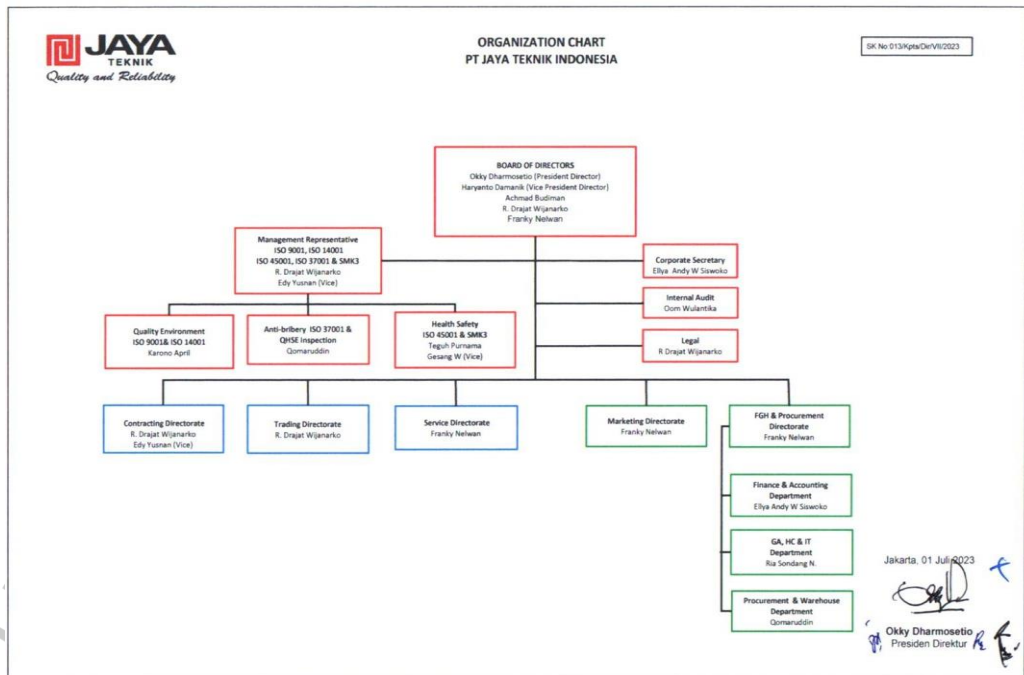 JAYA
TEKNIK
Quality and Reliability
ORGANIZATION CHART
PT JAYA TEKNIK INDONESIA
SK No:013/Kpts/Dir/VII/2023
BOARD OF DIRECTORS
Okky Dharmosetio (President Director)
Haryanto Damanik (Vice President Director)
Achmad Budiman
R. Drajat Wijanarko
Franky Nelwan
Management Representative
ISO 9001, ISO 14001
ISO 45001, ISO 37001 & SMK3
R. Drajat Wijanarko
Edy Yusnan (Vice)
Corporate Secretary
Ellya Andy W Siswoko
Internal Audit
Oom Wulantika
Legal
R Drajat Wijanarko
Quality Environment
ISO 9001& ISO 14001
Karono April
Anti-bribery ISO 37001 &
QHSE Inspection
Qomaruddin
Health Safety
ISO 45001 & SMK3
Teguh Purnama
Gesang W (Vice)
Contracting Directorate
R. Drajat Wijanarko
Edy Yusnan (Vice)
Trading Directorate
R. Drajat Wijanarko
Service Directorate
Franky Nelwan
Marketing Directorate
Franky Nelwan
FGH & Procurement
Directorate
Franky Nelwan
Finance & Accounting
Department
Ellya Andy W Siswoko
GA, HC & IT
Department
Ria Sondang N.
Procurement & Warehouse
Department
Qomaruddin
Jakarta, 01 Juli 2023
Okky Dharmosetio
Presiden Direktur